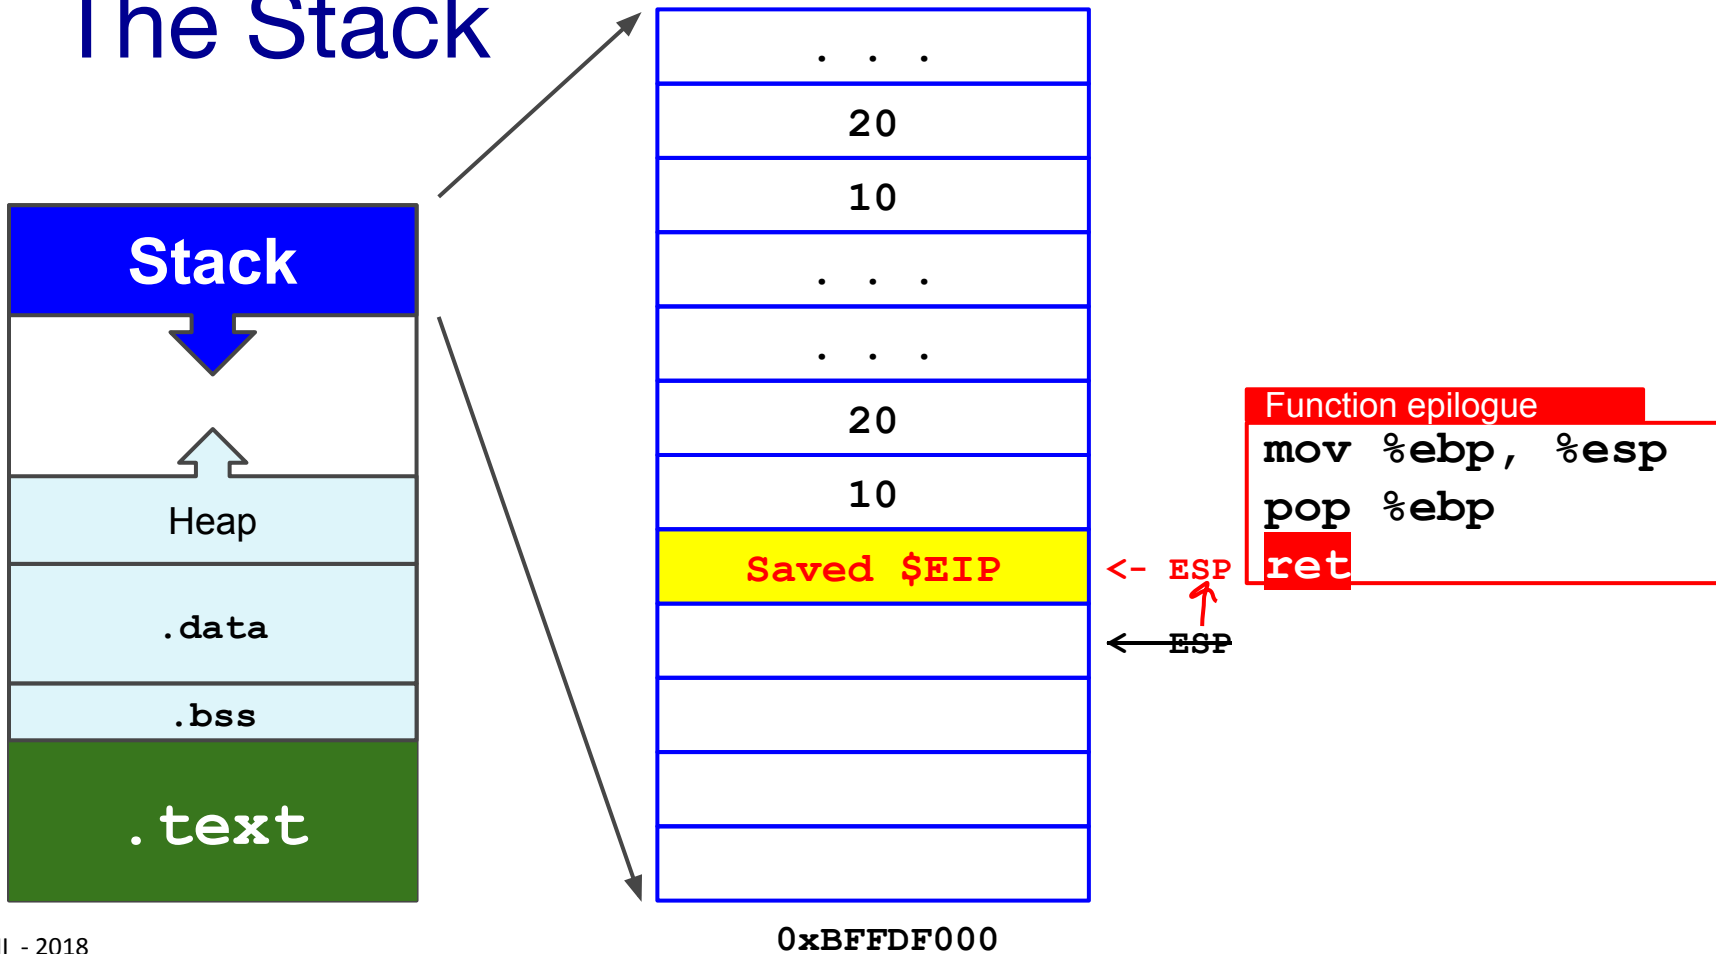 The Stack
Stack
Heap
.data
.bss
.text
. . .
20
10
. . .
. . .
20
10
Saved $EIP
<- ESP
<- ESP
0xBFFDF000
Function epilogue
mov %ebp, %esp
pop %ebp
ret
- 2018